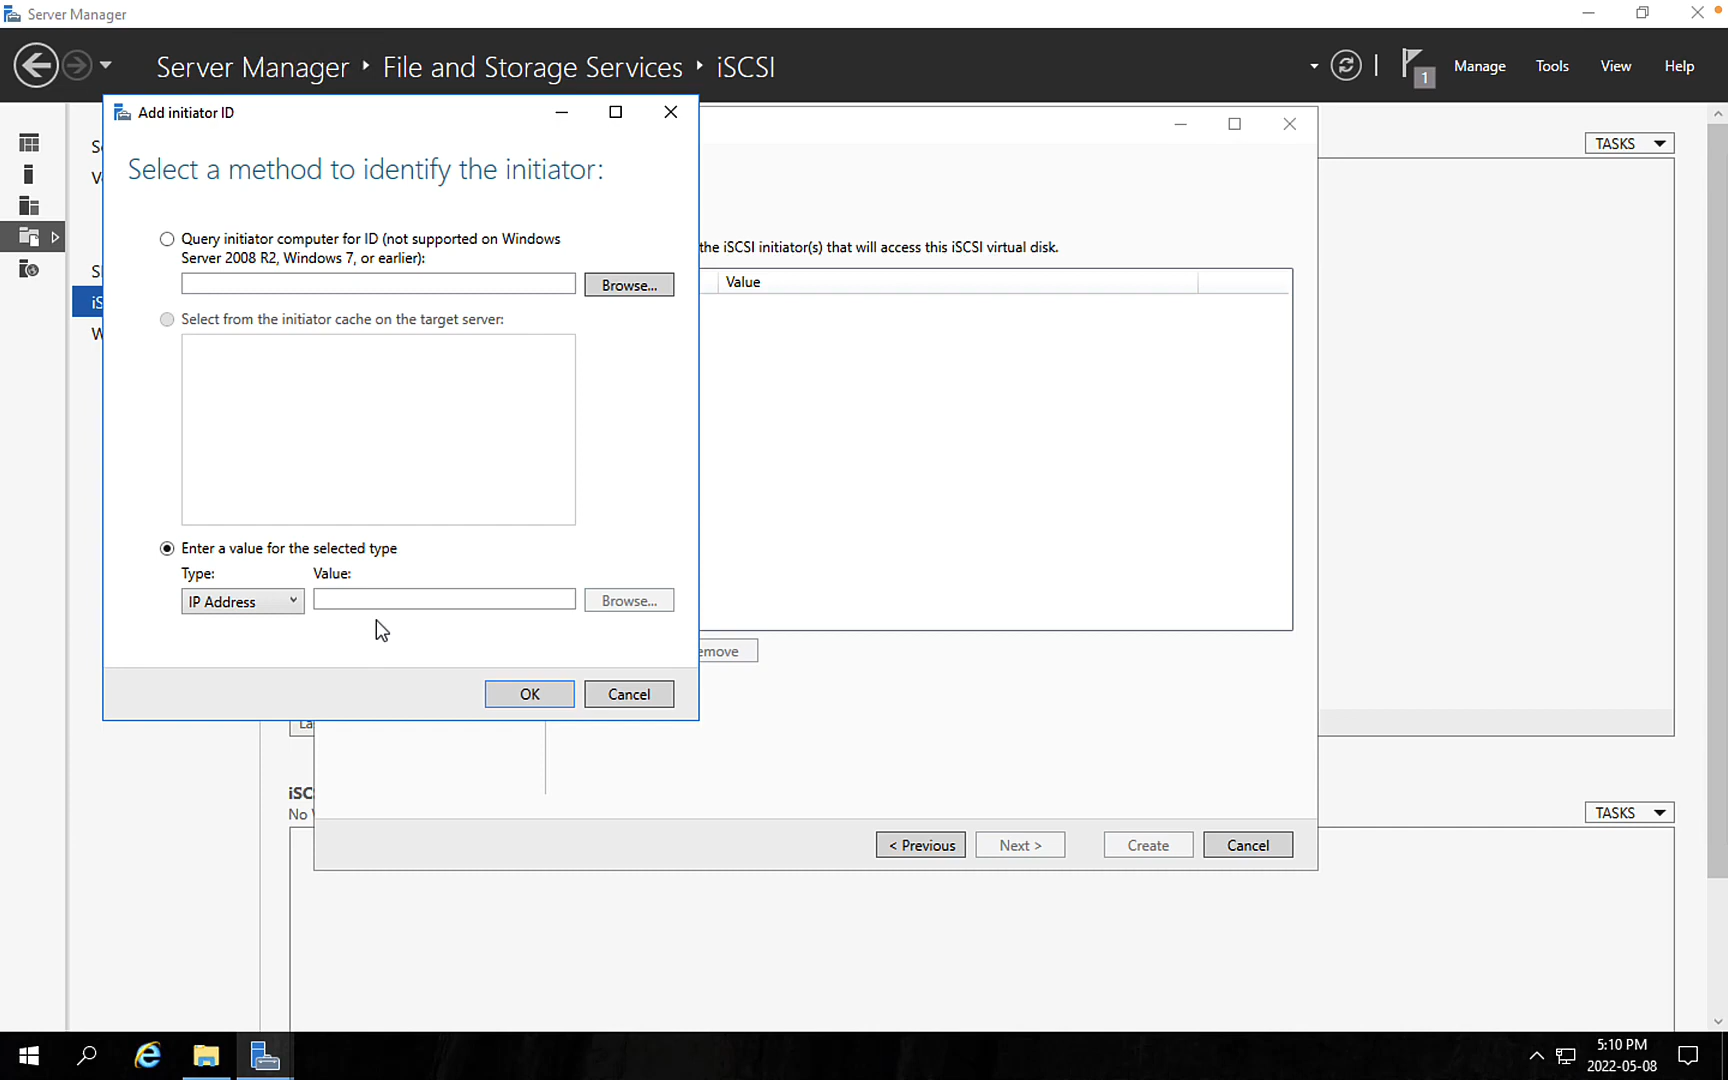 Server Manager
Server Manager ‣ File and Storage Services ‣ iSCSI
1
Manage
Tools
View
Help
Add initiator ID
Select a method to identify the initiator:
Query initiator computer for ID (not supported on Windows
Server 2008 R2, Windows 7, or earlier):
Browse...
Select from the initiator cache on the target server:
Enter a value for the selected type
Type:
Value:
IP Address
Browse...
OK
Cancel
the iSCSI initiator(s) that will access this iSCSI virtual disk.
Value
emove
< Previous
Next >
Create
Cancel
TASKS
iSC
No
TASKS
5:10 PM
2022-05-08